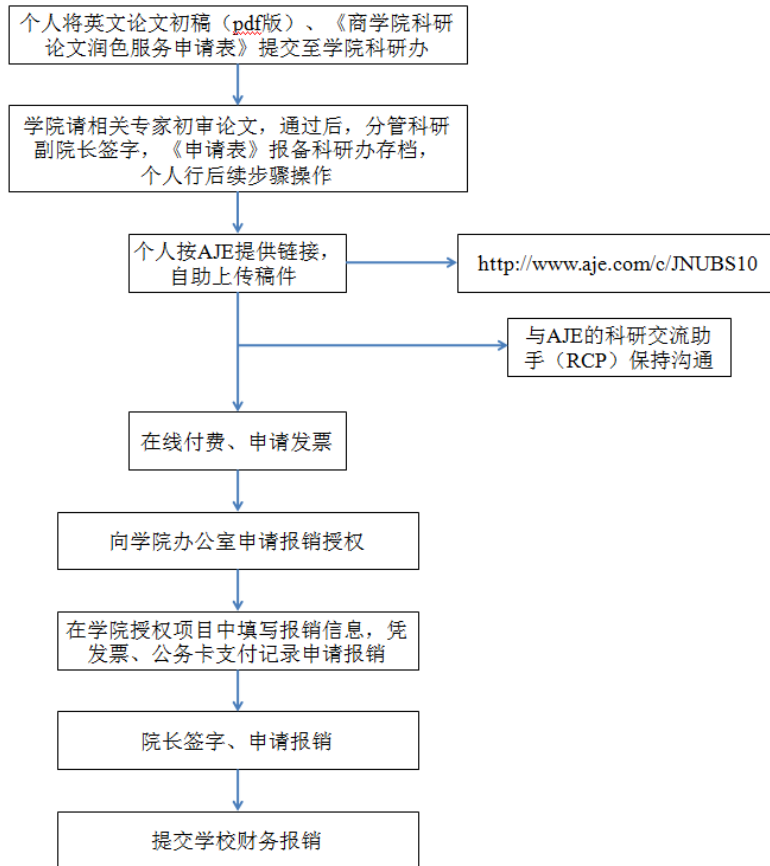 个人将英文论文初稿（pdf版）、《商学院科研
论文润色服务申请表》提交至学院科研办
学院请相关专家初审论文，通过后，分管科研
副院长签字，《申请表》报备科研办存档，
个人行后续步骤操作
个人按AJE提供链接，
自助上传稿件
http://www.aje.com/c/JNUBS10
与AJE的科研交流助
手（RCP）保持沟通
在线付费、申请发票
向学院办公室申请报销授权
在学院授权项目中填写报销信息，凭
发票、公务卡支付记录申请报销
院长签字、申请报销
提交学校财务报销